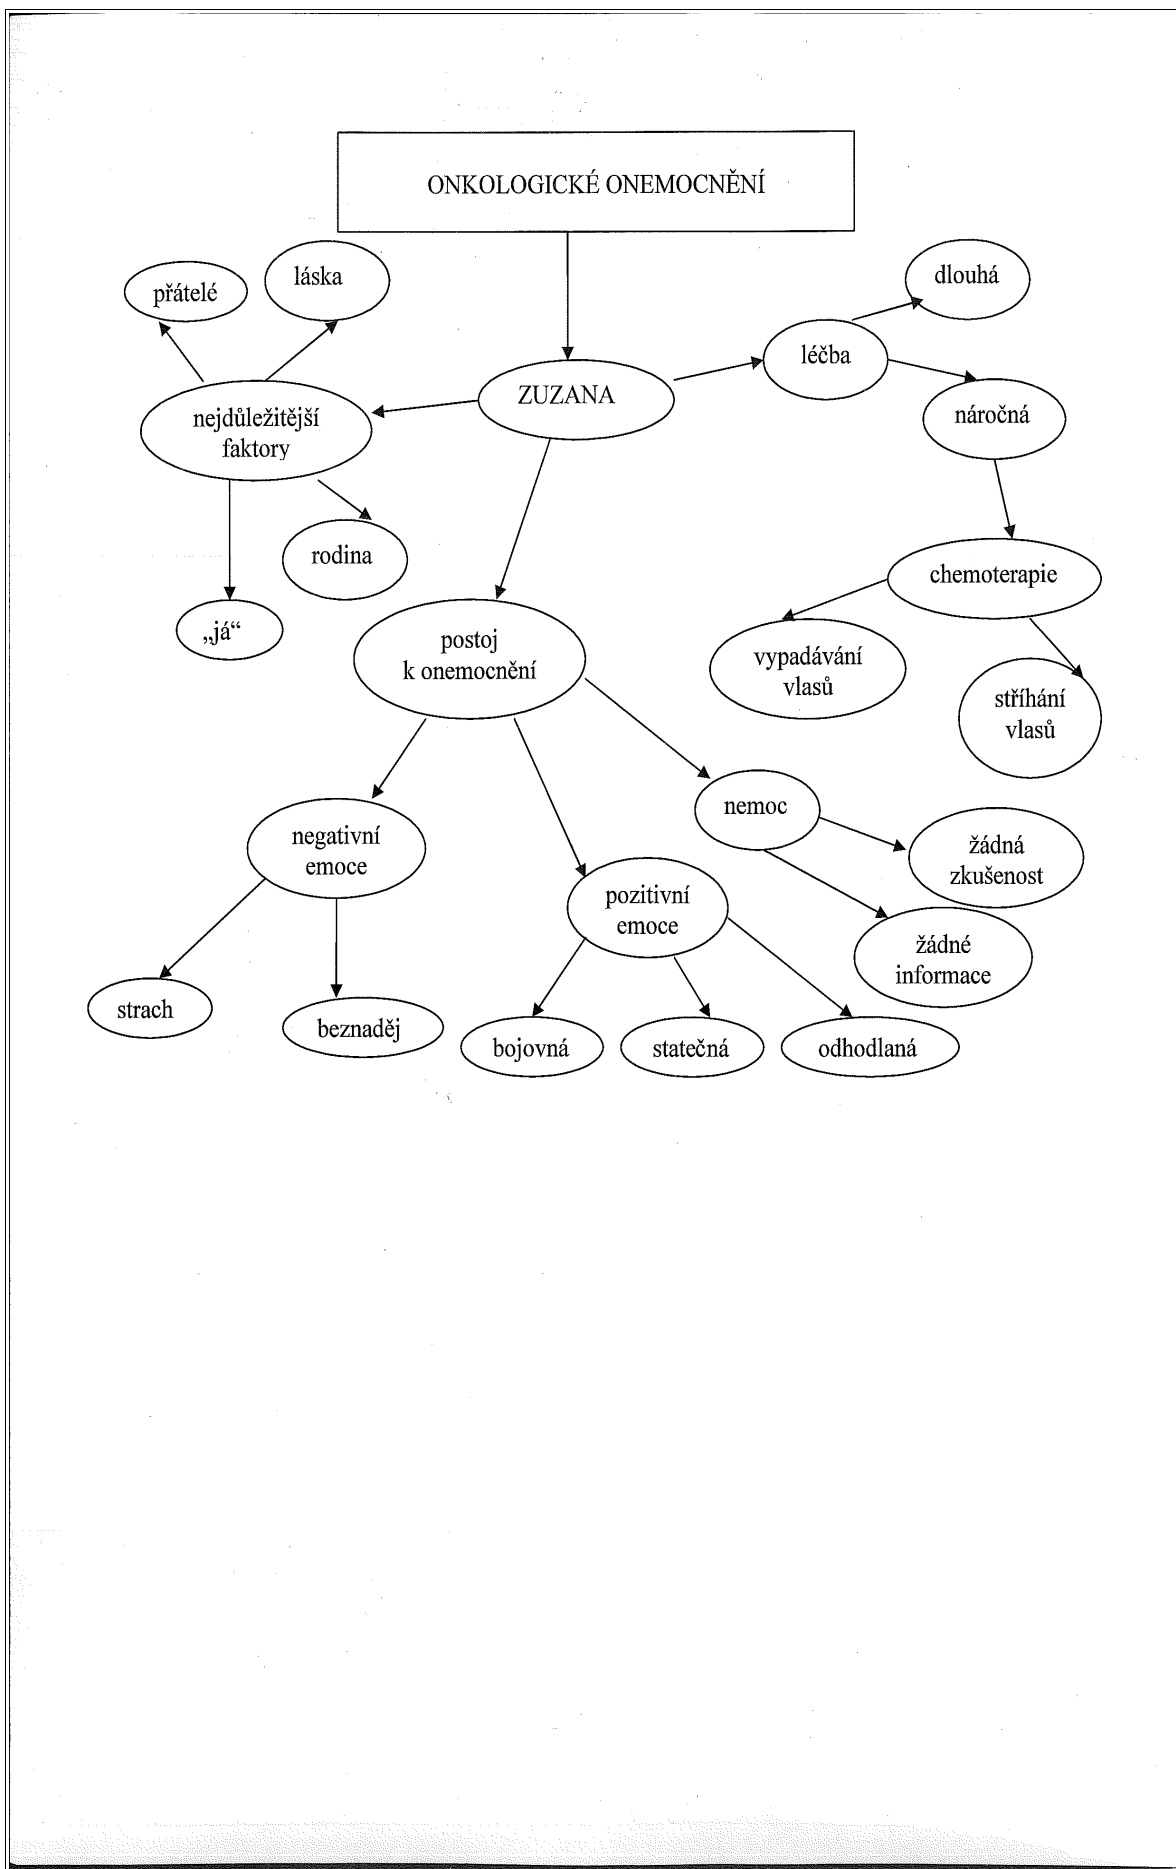 ONKOLOGICKÉ ONEMOCNĚNÍ
přátelé
láska
dlouhá
léčba
ZUZANA
nejdůležitější
faktory
náročná
rodina
chemoterapie
„já“
postoj
k onemocnění
vypadávání
vlasů
stříhání
vlasů
nemoc
negativní
emoce
žádná
zkušenost
pozitivní
emoce
žádné
informace
strach
beznaděj
bojovná
statečná
odhodlaná